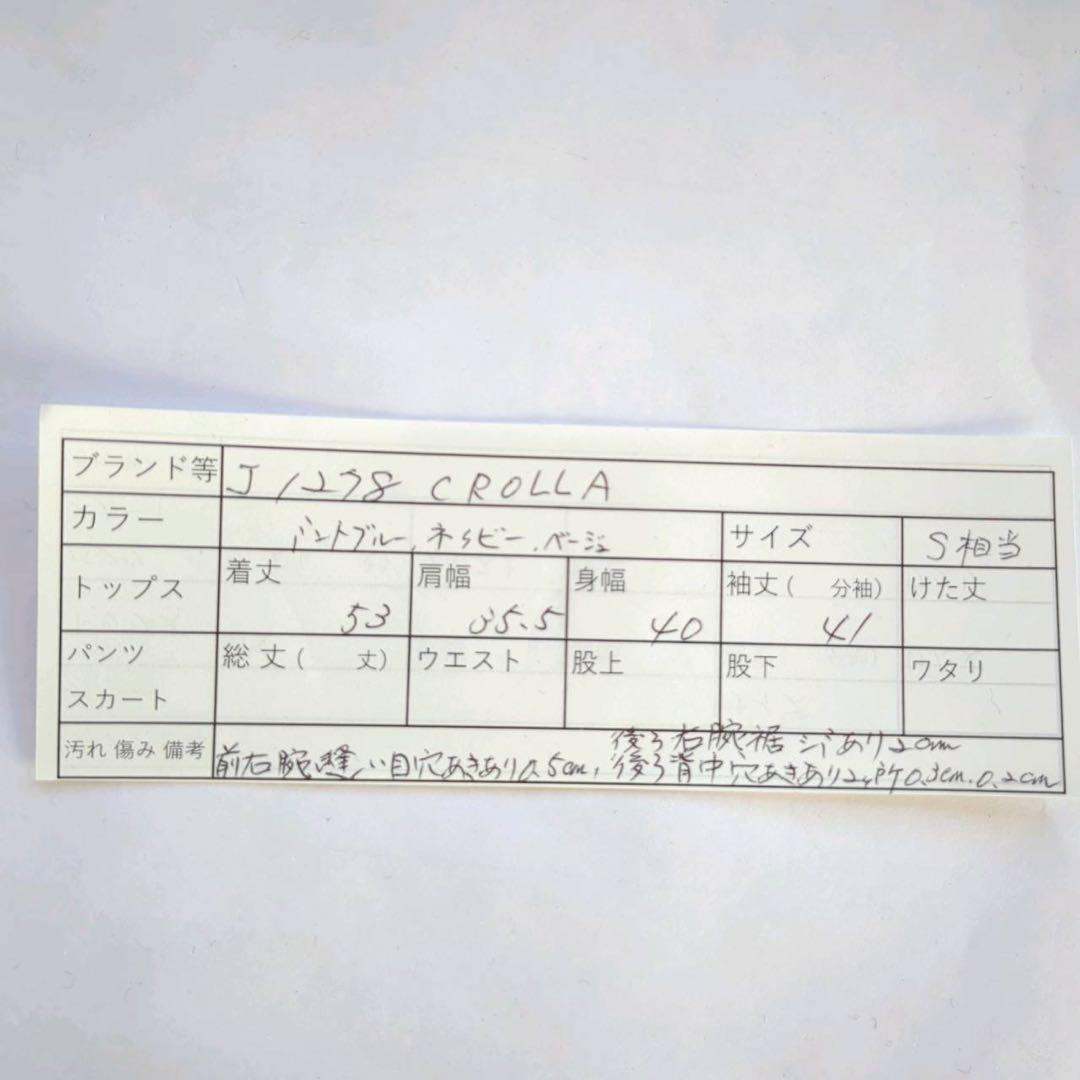 ブランド等 J1278 CROLLA
カラー ミントブルー、ネイビー、ベージュ サイズ S相当
トップス 着丈 53 肩幅 35.5 身幅 40 袖丈( 分袖) 41 けた丈
パンツ スカート 総丈( 丈) ウエスト 股上 股下 ワタリ
汚れ 傷み 備考 後ろ右腕裾シミあり2cm
前右腕縫い目穴あきあり0.5cm、後ろ背中穴あきあり2ヶ所0.3cm、0.2cm